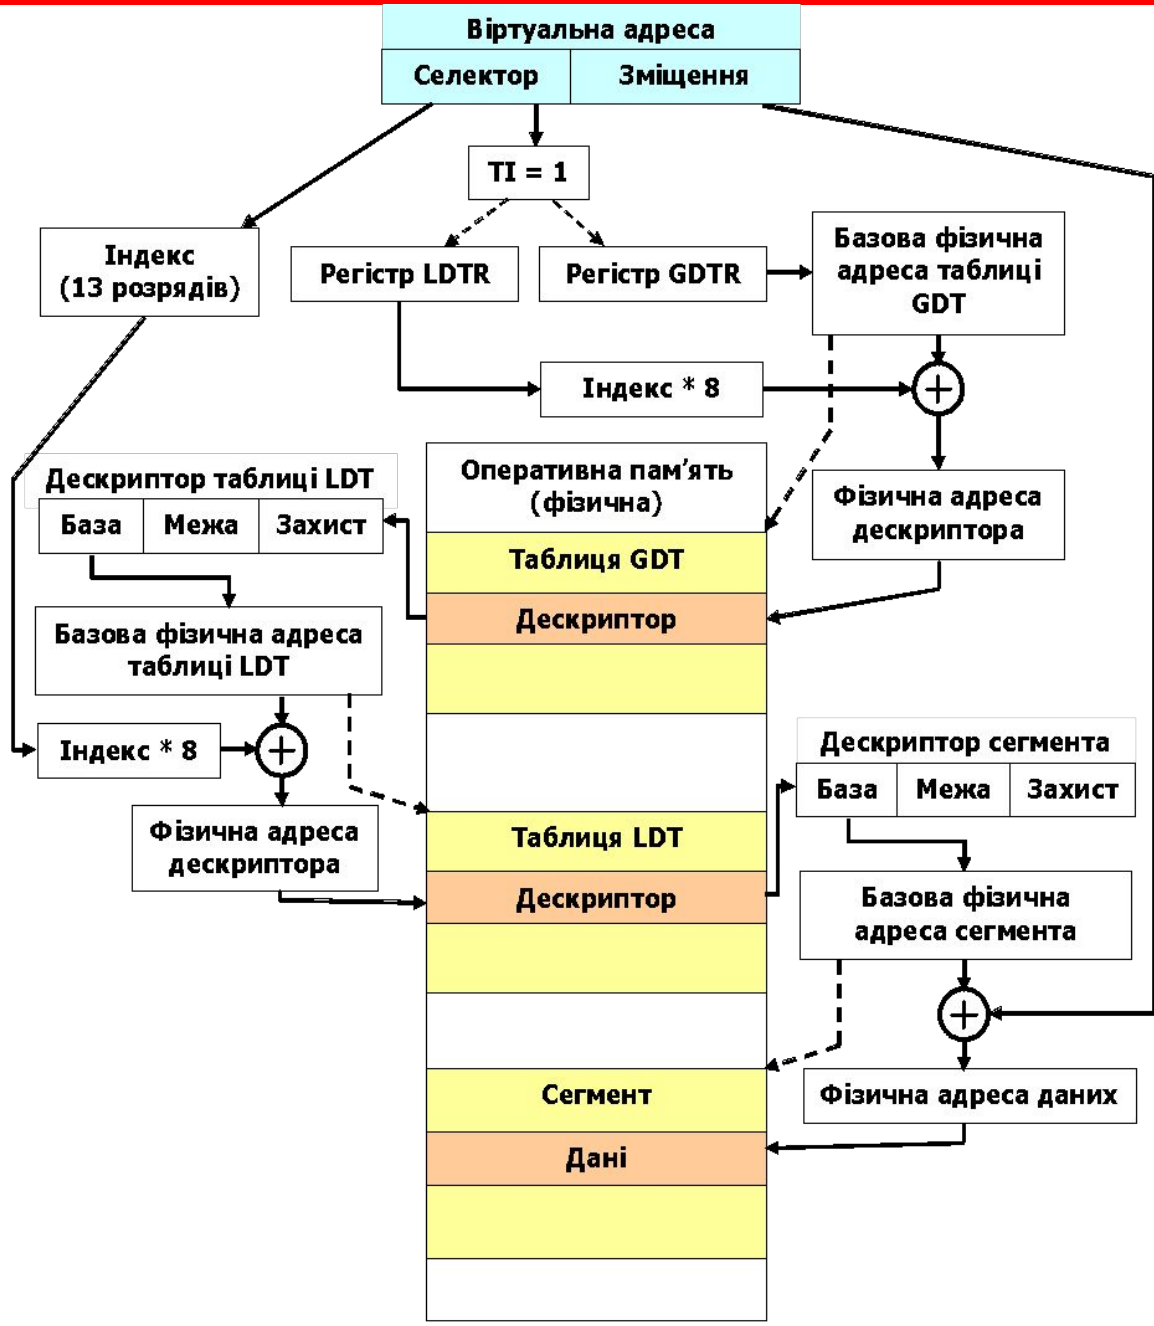 Віртуальна адреса
Селектор
Зміщення
TI = 1
Індекс
(13 розрядів)
Регістр LDTR
Регістр GDTR
Базова фізична
адреса таблиці
GDT
Індекс * 8
+
Дескриптор таблиці LDT
База
Межа
Захист
Оперативна пам'ять
(фізична)
Фізична адреса
дескриптора
Таблиця GDT
Дескриптор
Базова фізична адреса
таблиці LDT
Індекс * 8
+
Фізична адреса
дескриптора
Дескриптор сегмента
База
Межа
Захист
Таблиця LDT
Дескриптор
Базова фізична
адреса сегмента
+
Сегмент
Фізична адреса даних
Дані